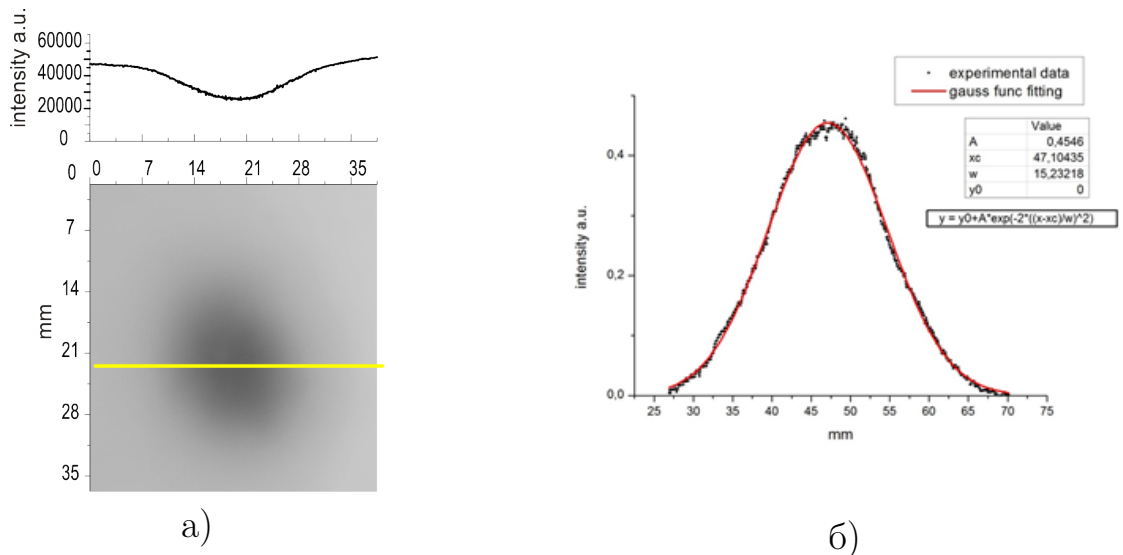 intensity a.u.
60000
40000
20000
0
0 7 14 21 28 35
0
7
14
21
28
35
mm
а)
experimental data
gauss func fitting
Value
A 0,4546
xc 47,10435
w 15,23218
y0 0
y = y0+A*exp(-2*((x-xc)/w)^2)
intensity a.u.
0,4
0,2
0,0
25 30 35 40 45 50 55 60 65 70 75
mm
б)